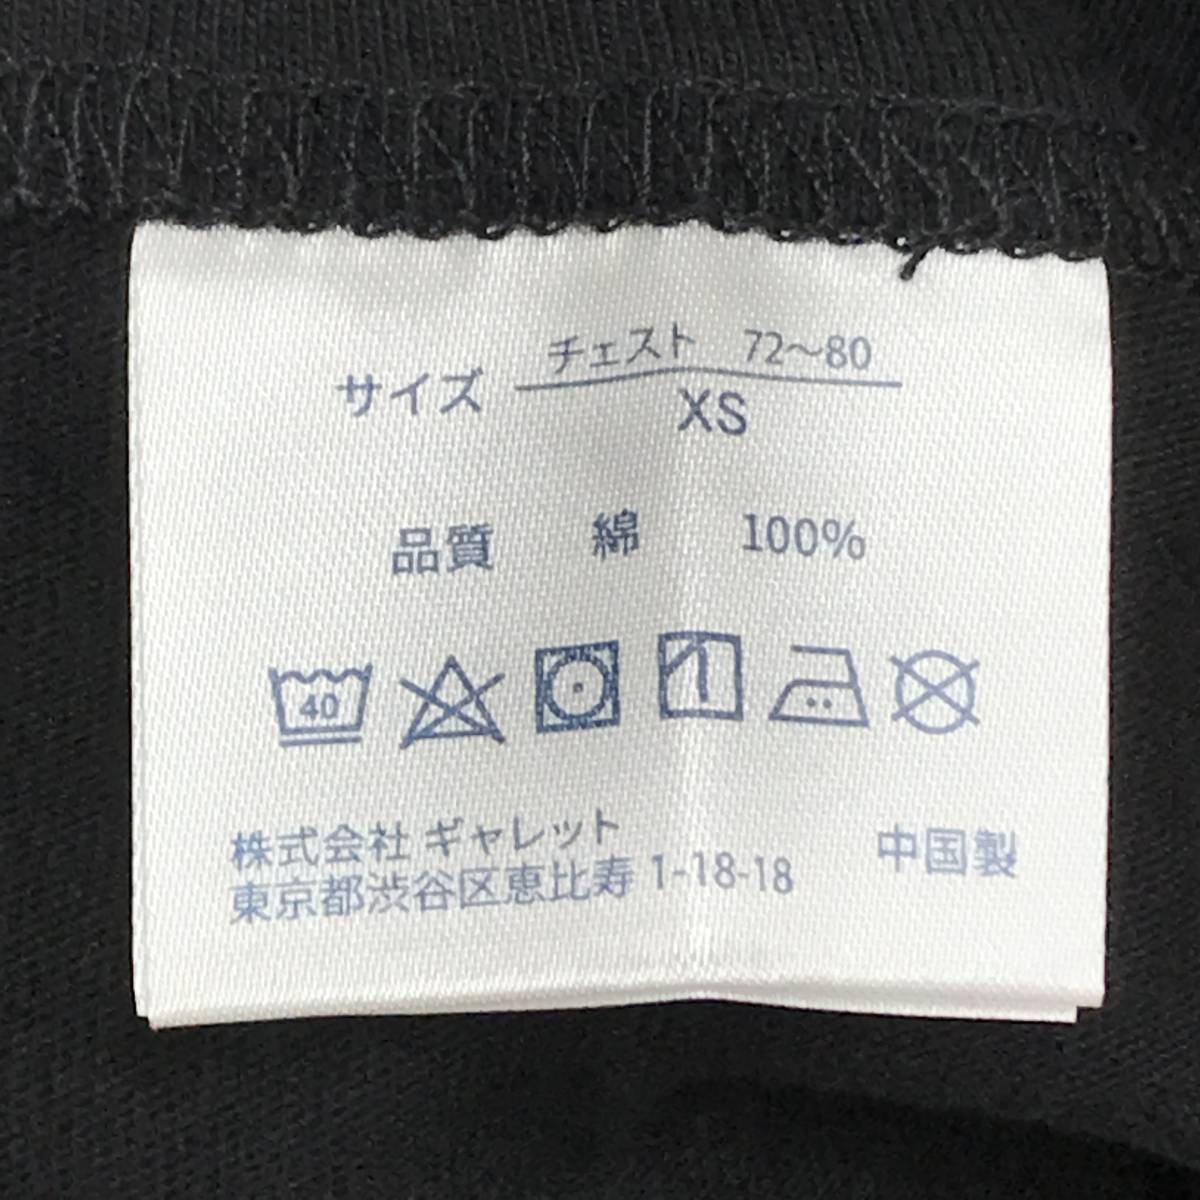 チェスト 72~80
サイズ
XS
品質 綿 100%
40
株式会社 ギャレット
東京都渋谷区恵比寿 1-18-18
中国製